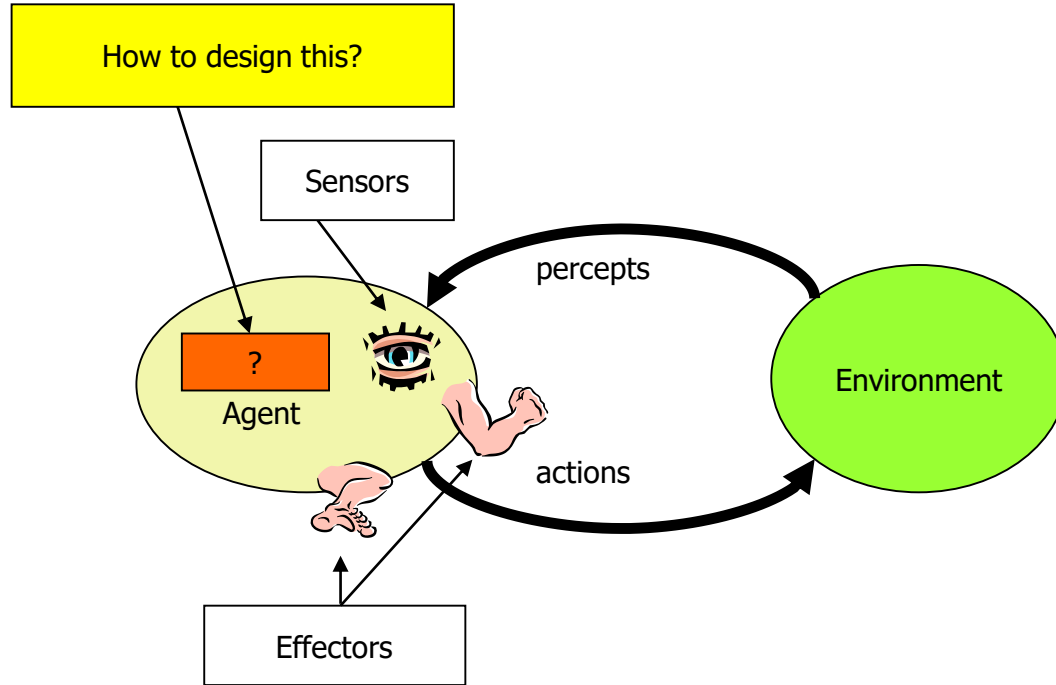 How to design this?
Sensors
percepts
?
Agent
Environment
actions
Effectors